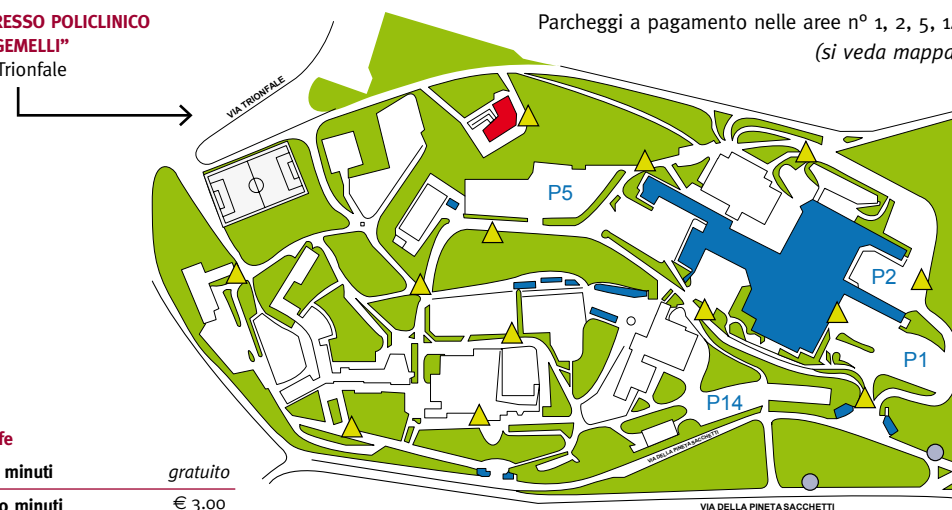 RESSO POLICLINICO
GEMELLI”
Trionfale
Parcheggi a pagamento nelle aree n° 1, 2, 5, 1
(si veda mappa
VIA TRIONFALE
P5
P2
P1
P14
VIA DELLA PINETA SACCHETTI
VIA DELLA PINETA SACCHETTI
fe
minuti gratuito
o minuti € 3.00